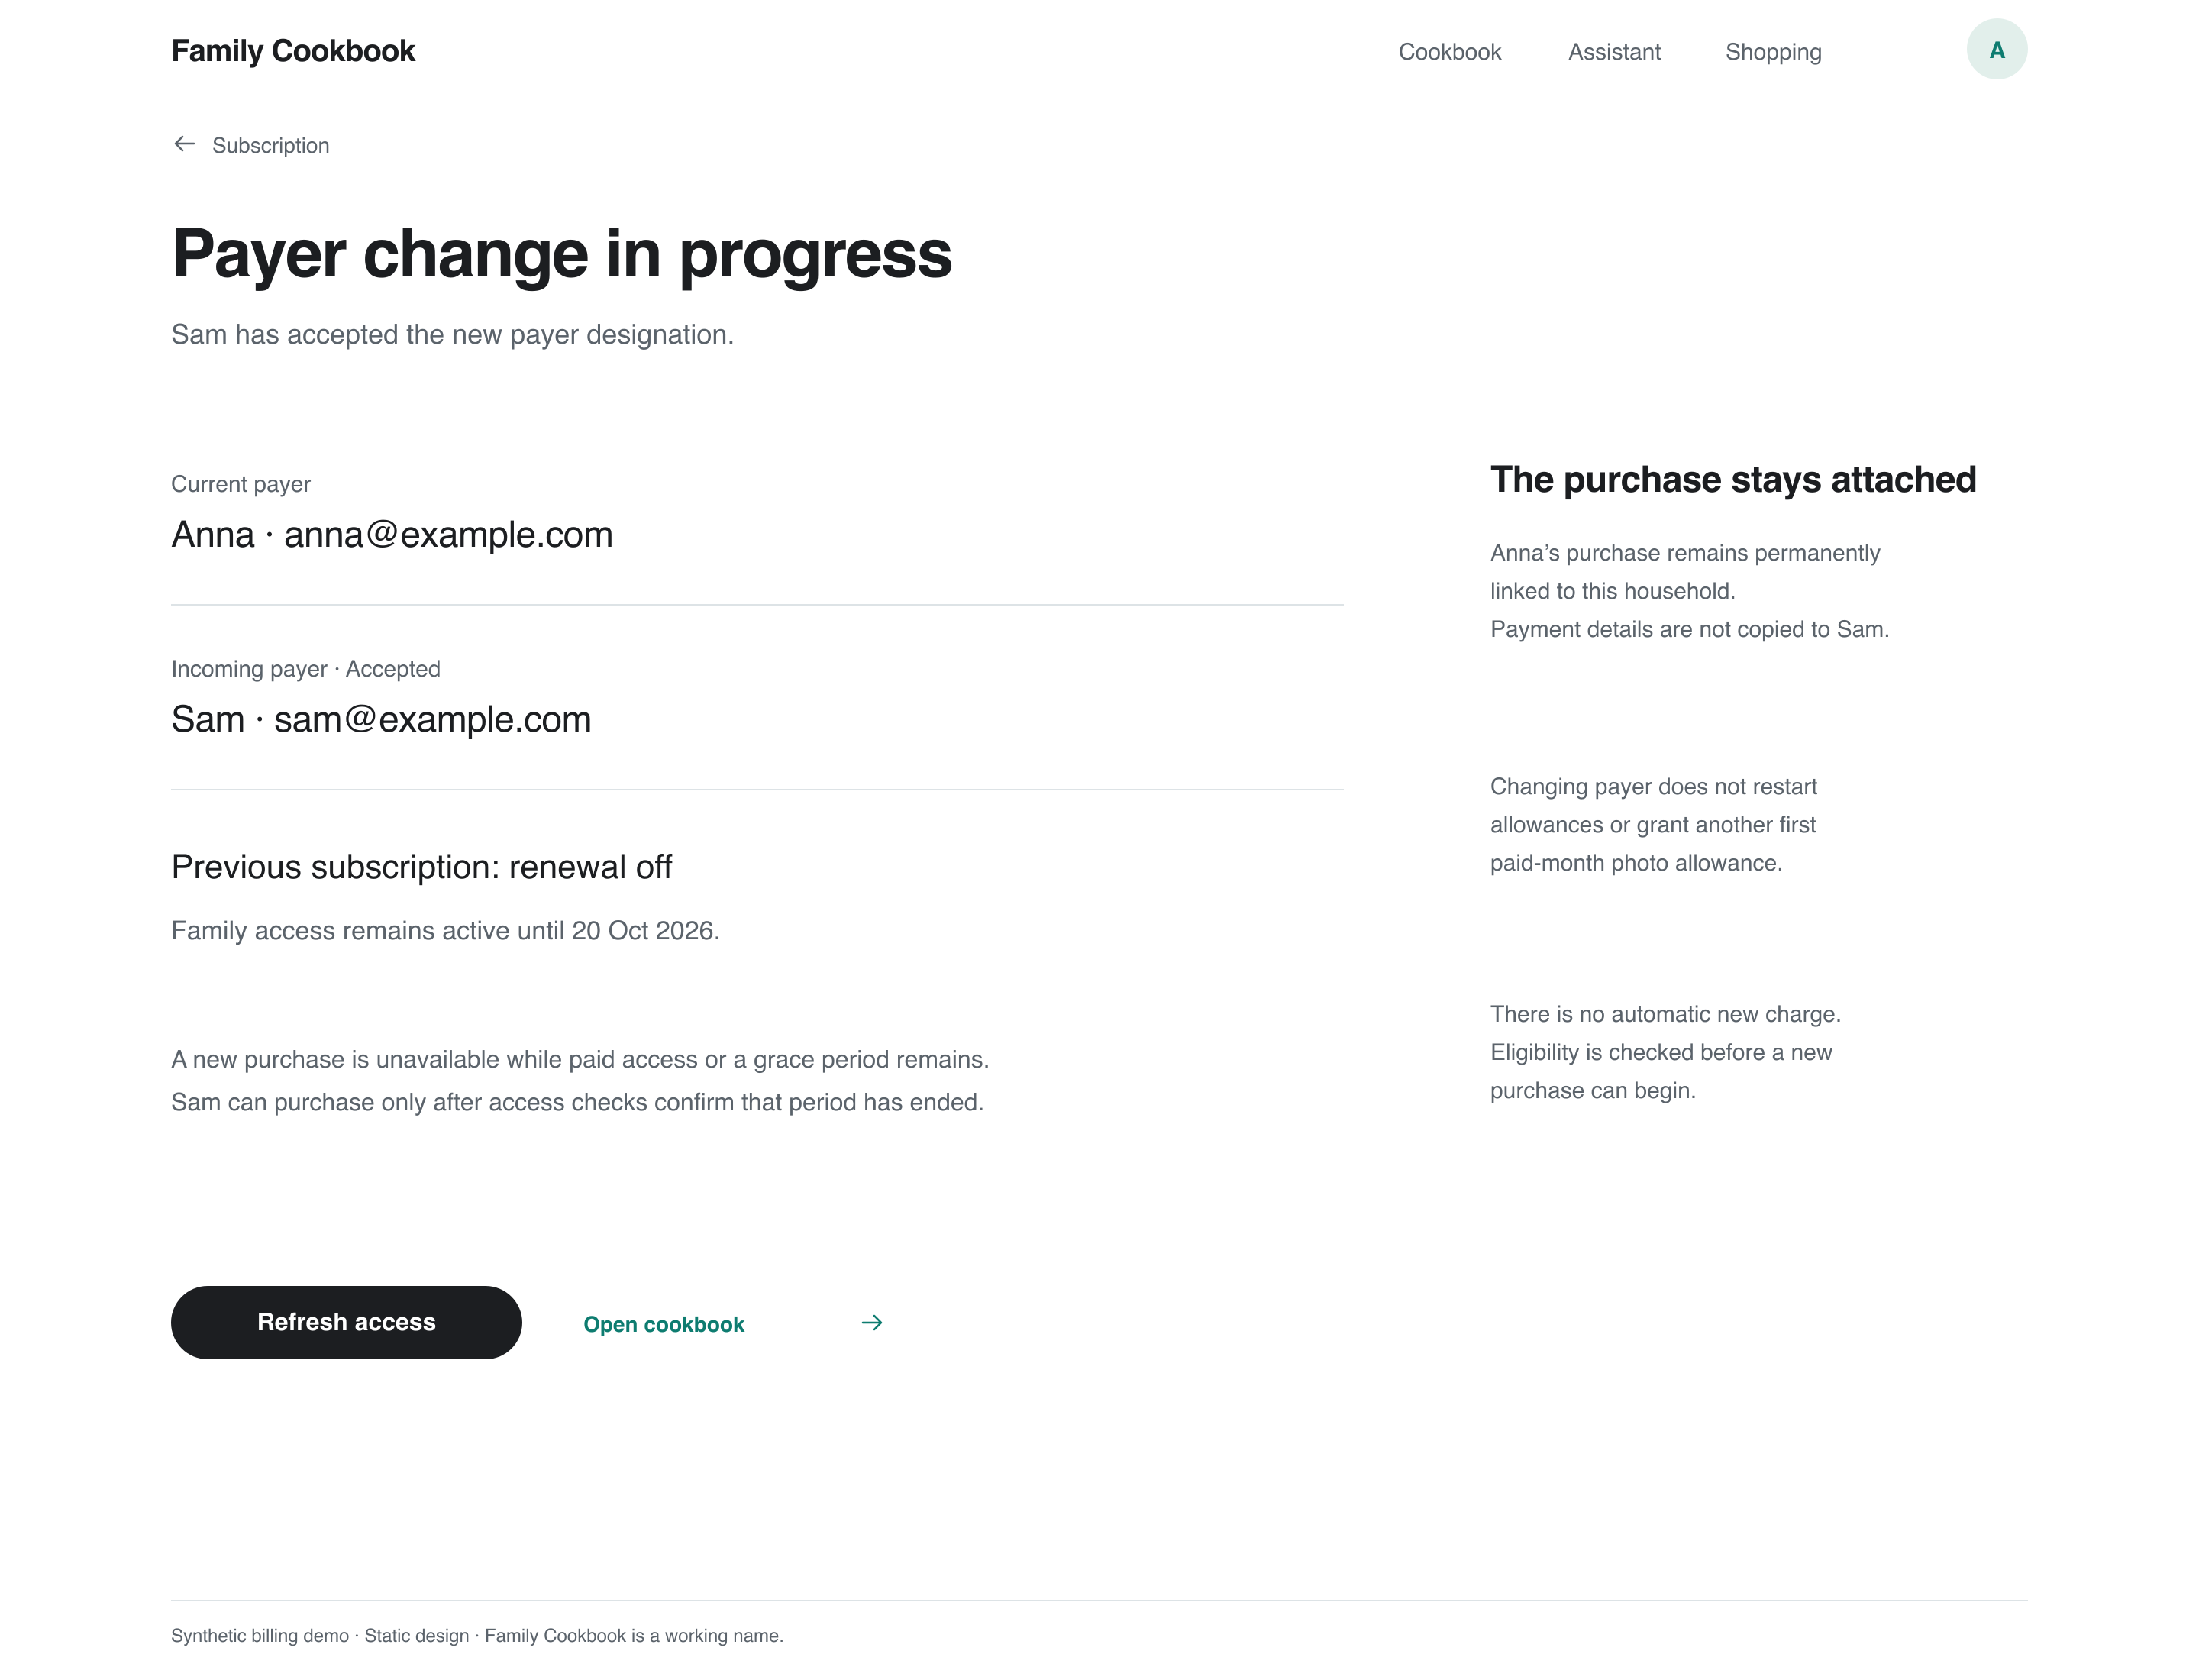 Family Cookbook
Cookbook
Assistant
Shopping
A
Subscription
Payer change in progress
Sam has accepted the new payer designation.
Current payer
Anna · anna@example.com
Incoming payer · Accepted
Sam · sam@example.com
Previous subscription: renewal off
Family access remains active until 20 Oct 2026.
A new purchase is unavailable while paid access or a grace period remains.
Sam can purchase only after access checks confirm that period has ended.
Refresh access
Open cookbook
The purchase stays attached
Anna’s purchase remains permanently
linked to this household.
Payment details are not copied to Sam.
Changing payer does not restart
allowances or grant another first
paid-month photo allowance.
There is no automatic new charge.
Eligibility is checked before a new
purchase can begin.
Synthetic billing demo · Static design · Family Cookbook is a working name.